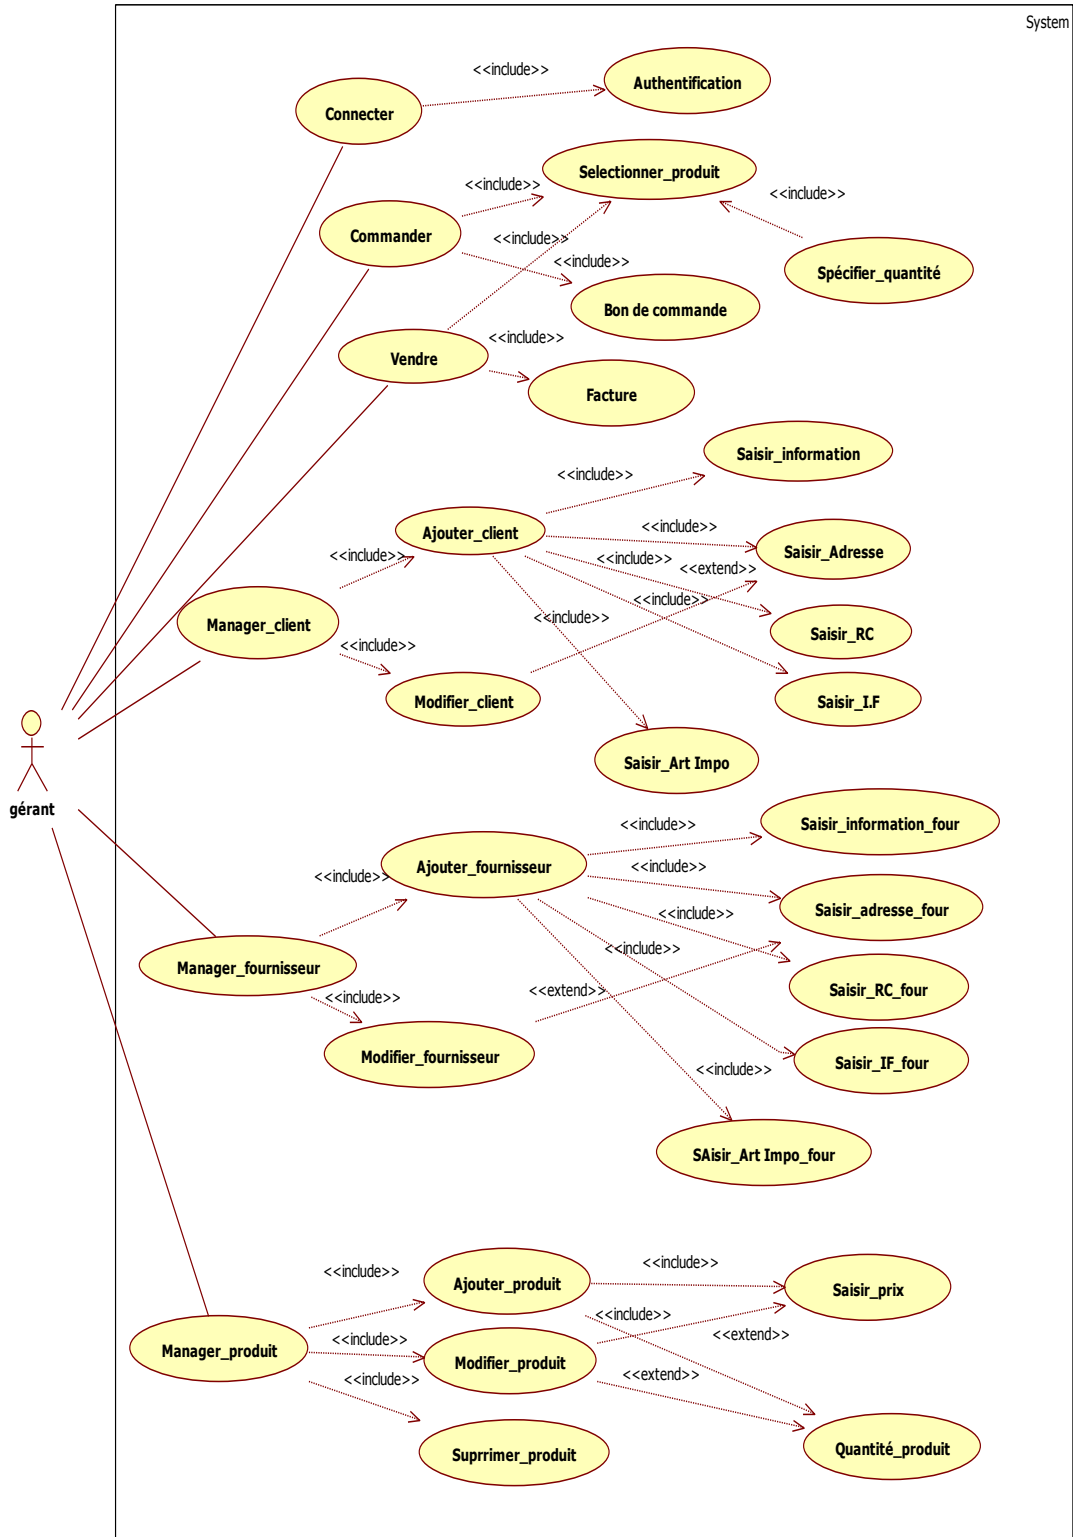 System
<<include>>
Authentification
Connecter
Selectionner_produit
<<include>>
<<include>>
Commander
<<include>>
<<include>>
Spécifier_quantité
Bon de commande
<<include>>
Vendre
Facture
Saisir_information
<<include>>
Ajouter_client
<<include>>
Saisir_Adresse
<<include>>
<<include>>
<<extend>>
<<include>>
<<include>>
Manager_client
Saisir_RC
<<include>>
Modifier_client
Saisir_I.F
Saisir_Art Impo
gérant
Saisir_information_four
<<include>>
Ajouter_fournisseur
<<include>>
<<include>>
Saisir_adresse_four
<<include>>
<<include>>
Manager_fournisseur
<<include>>
<<extend>>
Saisir_RC_four
Modifier_fournisseur
Saisir_IF_four
<<include>>
SAisir_Art Impo_four
<<include>>
<<include>>
Ajouter_produit
Saisir_prix
<<include>>
<<extend>>
<<include>>
Manager_produit
Modifier_produit
<<include>>
<<extend>>
Suprrimer_produit
Quantité_produit